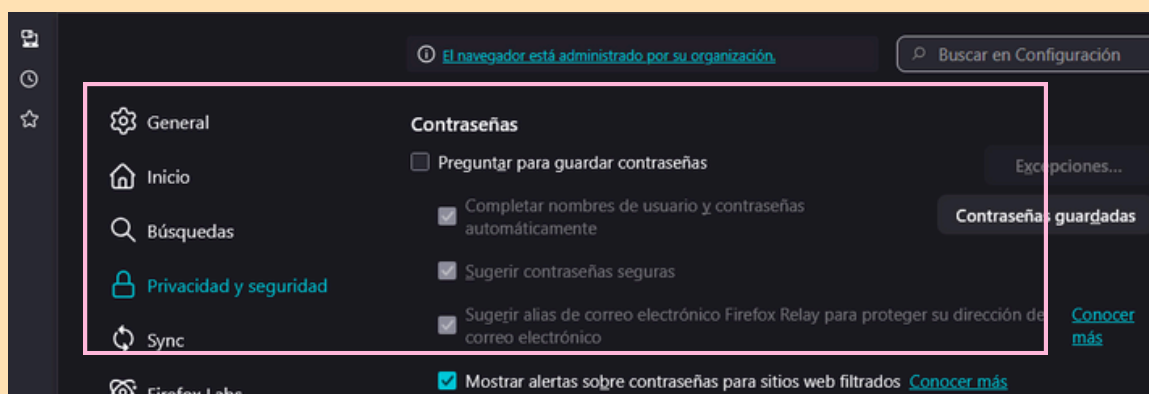 El navegador está administrado por su organización.
Buscar en Configuración
General
Inicio
Búsquedas
Privacidad y seguridad
Sync
Firefox Labs
Contraseñas
Preguntar para guardar contraseñas
Excepciones...
Completar nombres de usuario y contraseñas
automáticamente
Contraseñas guardadas
Sugerir contraseñas seguras
Sugerir alias de correo electrónico Firefox Relay para proteger su dirección de
correo electrónico
Conocer
más
Mostrar alertas sobre contraseñas para sitios web filtrados Conocer más